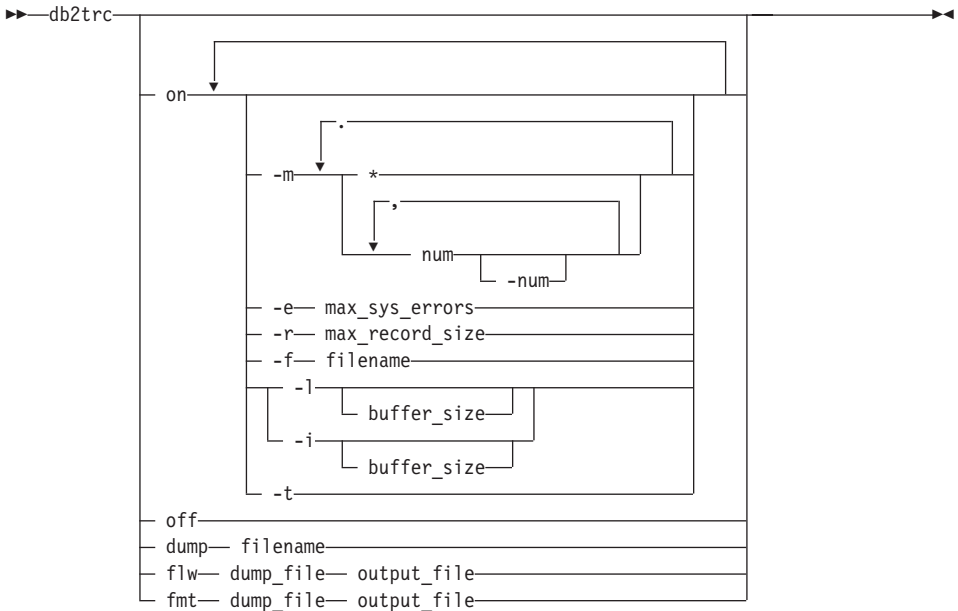 db2trc
on
.
-m *
,
num
-num
-e max_sys_errors
-r max_record_size
-f filename
-l
buffer_size
-i
buffer_size
-t
off
dump filename
flw dump_file output_file
fmt dump_file output_file